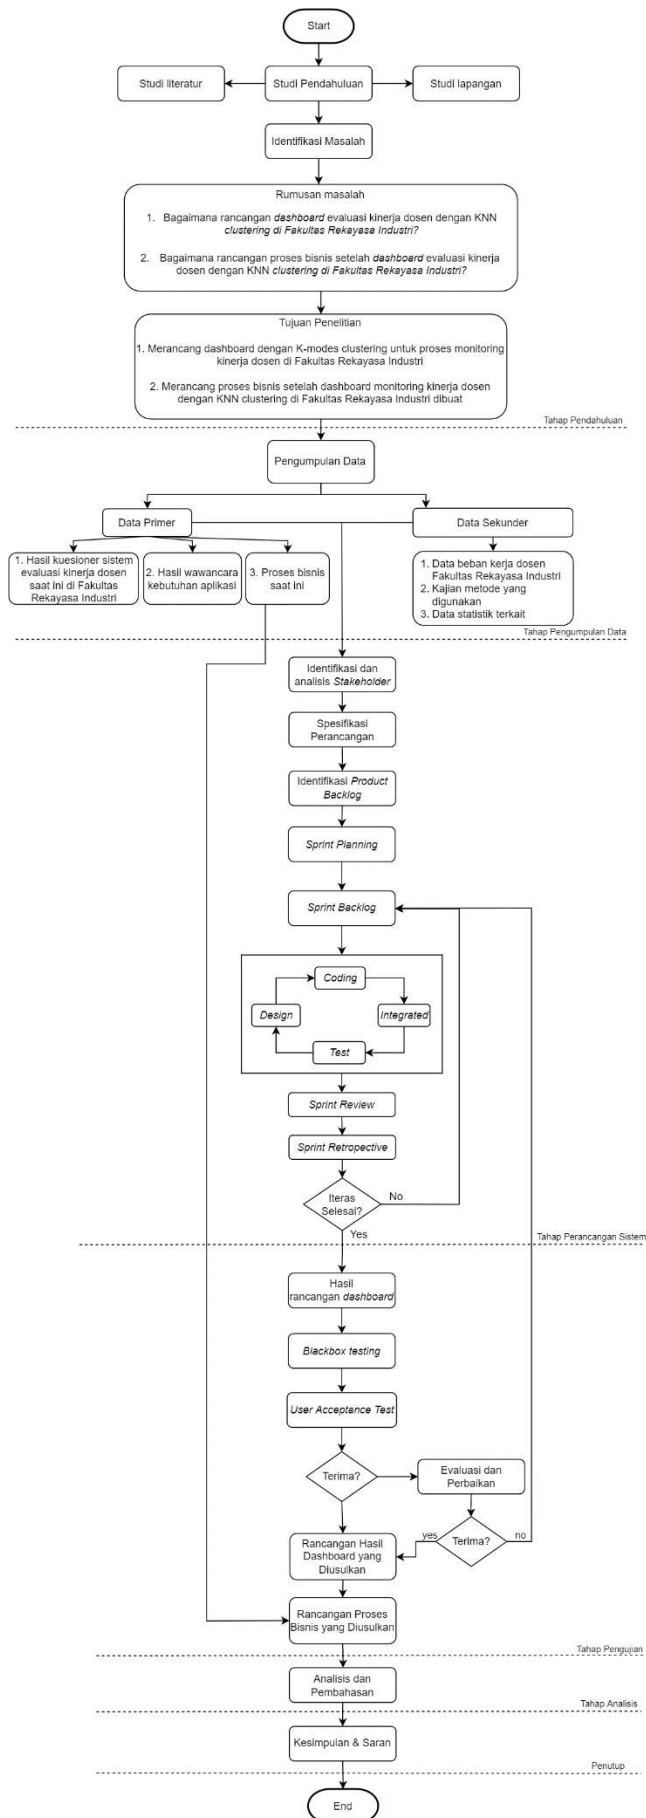 Start
Studi literatur
Studi Pendahuluan
Studi lapangan
Identifikasi Masalah
Rumusan masalah
1. Bagaimana rancangan dashboard evaluasi kinerja dosen dengan KNN
clustering di Fakultas Rekayasa Industri?
2. Bagaimana rancangan proses bisnis setelah dashboard evaluasi kinerja
dosen dengan KNN clustering di Fakultas Rekayasa Industri?
Tujuan Penelitian
1. Merancang dashboard dengan K-modes clustering untuk proses monitoring
kinerja dosen di Fakultas Rekayasa Industri
2. Merancang proses bisnis setelah dashboard monitoring kinerja dosen
dengan KNN clustering di Fakultas Rekayasa Industri dibuat
Tahap Pendahuluan
Pengumpulan Data
Data Primer
Data Sekunder
1. Hasil kuesioner sistem
evaluasi kinerja dosen
saat ini di Fakultas
Rekayasa Industri
2. Hasil wawancara
kebutuhan aplikasi
3. Proses bisnis
saat ini
1. Data beban kerja dosen
Fakultas Rekayasa Industri
2. Kajian metode yang
digunakan
3. Data statistik terkait
Tahap Pengumpulan Data
Identifikasi dan
analisis Stakeholder
Spesifikasi
Perancangan
Identifikasi Product
Backlog
Sprint Planning
Sprint Backlog
Coding
Design
Integrated
Test
Sprint Review
Sprint Retropective
Iteras
Selesai?
No
Yes
Tahap Perancangan Sistem
Hasil
rancangan dashboard
Blackbox testing
User Acceptance Test
Terima?
Evaluasi dan
Perbaikan
yes
Terima?
no
Rancangan Hasil
Dashboard yang
Diusulkan
Rancangan Proses
Bisnis yang Diusulkan
Tahap Pengujian
Analisis dan
Pembahasan
Tahap Analisis
Kesimpulan & Saran
Penutup
End